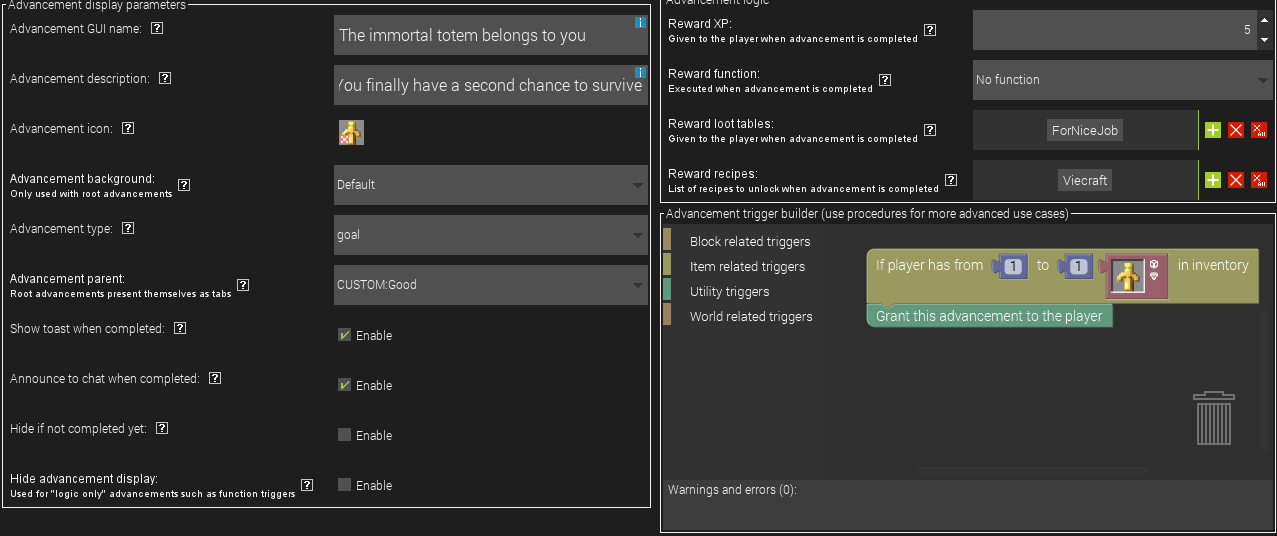 Advancement display parameters
Advancement GUI name: ?
The immortal totem belongs to you
Advancement description: ?
You finally have a second chance to survive
Advancement icon: ?
Advancement background: ?
Only used with root advancements
Default
Advancement type: ?
goal
Advancement parent: ?
Root advancements present themselves as tabs
CUSTOM:Good
Show toast when completed: ?
Enable
Announce to chat when completed: ?
Enable
Hide if not completed yet: ?
Enable
Hide advancement display: ?
Used for "logic only" advancements such as function triggers
Enable
Advancement logic
Reward XP: ?
Given to the player when advancement is completed
5
Reward function: ?
Executed when advancement is completed
No function
Reward loot tables: ?
Given to the player when advancement is completed
ForNiceJob
Reward recipes: ?
List of recipes to unlock when advancement is completed
Viecraft
Advancement trigger builder (use procedures for more advanced use cases)
Block related triggers
Item related triggers
Utility triggers
World related triggers
If player has from 1 to 1 in inventory
Grant this advancement to the player
Warnings and errors (0):